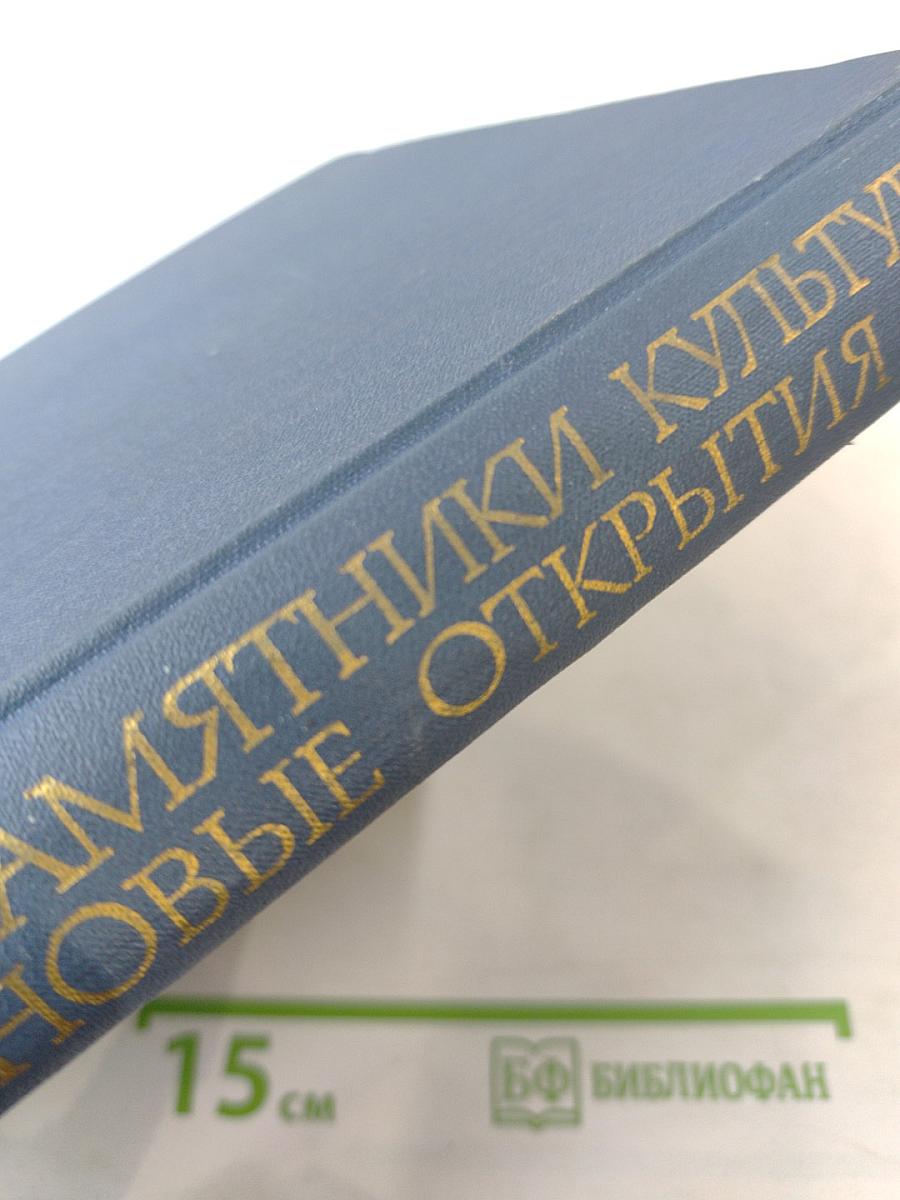 АМЯТНИКИ КУЛЬТУ
НОВЫЕ ОТКРЫТИЯ
15 см
БФ БИБЛИОФАН